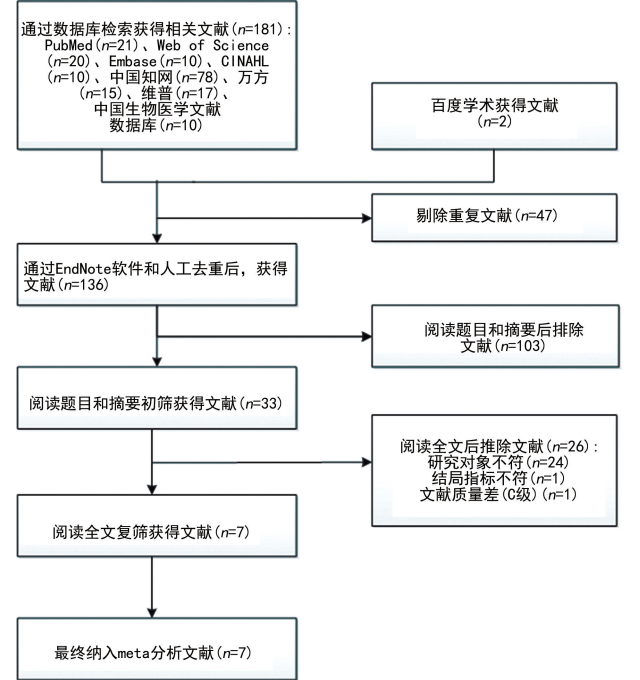 通过数据库检索获得相关文献(n=181):
PubMed(n=21)、Web of Science
(n=20)、Embase(n=10)、CINAHL
(n=10)、中国知网(n=78)、万方
(n=15)、维普(n=17)、
中国生物医学文献
数据库(n=10)
百度学术获得文献
(n=2)
剔除重复文献(n=47)
通过EndNote软件和人工去重后，获得
文献(n=136)
阅读题目和摘要后排除
文献(n=103)
阅读题目和摘要初筛获得文献(n=33)
阅读全文后推除文献(n=26):
研究对象不符(n=24)
结局指标不符(n=1)
文献质量差(C级)(n=1)
阅读全文复筛获得文献(n=7)
最终纳入meta分析文献(n=7)